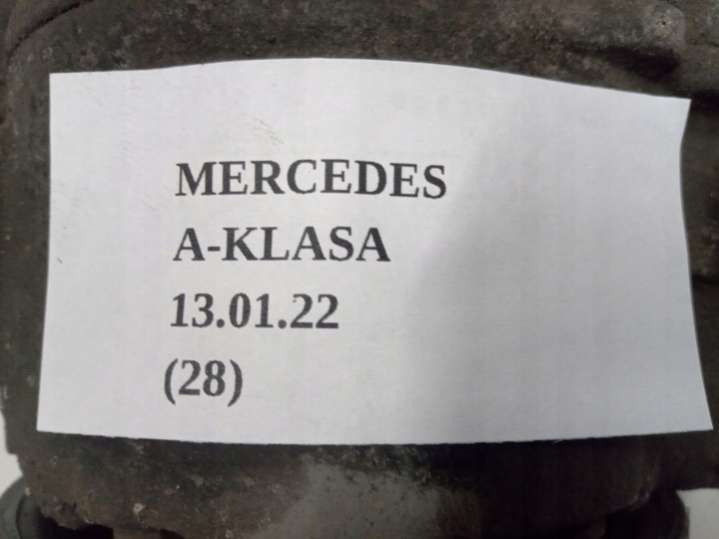 MERCEDES
A-KLASA
13.01.22
(28)